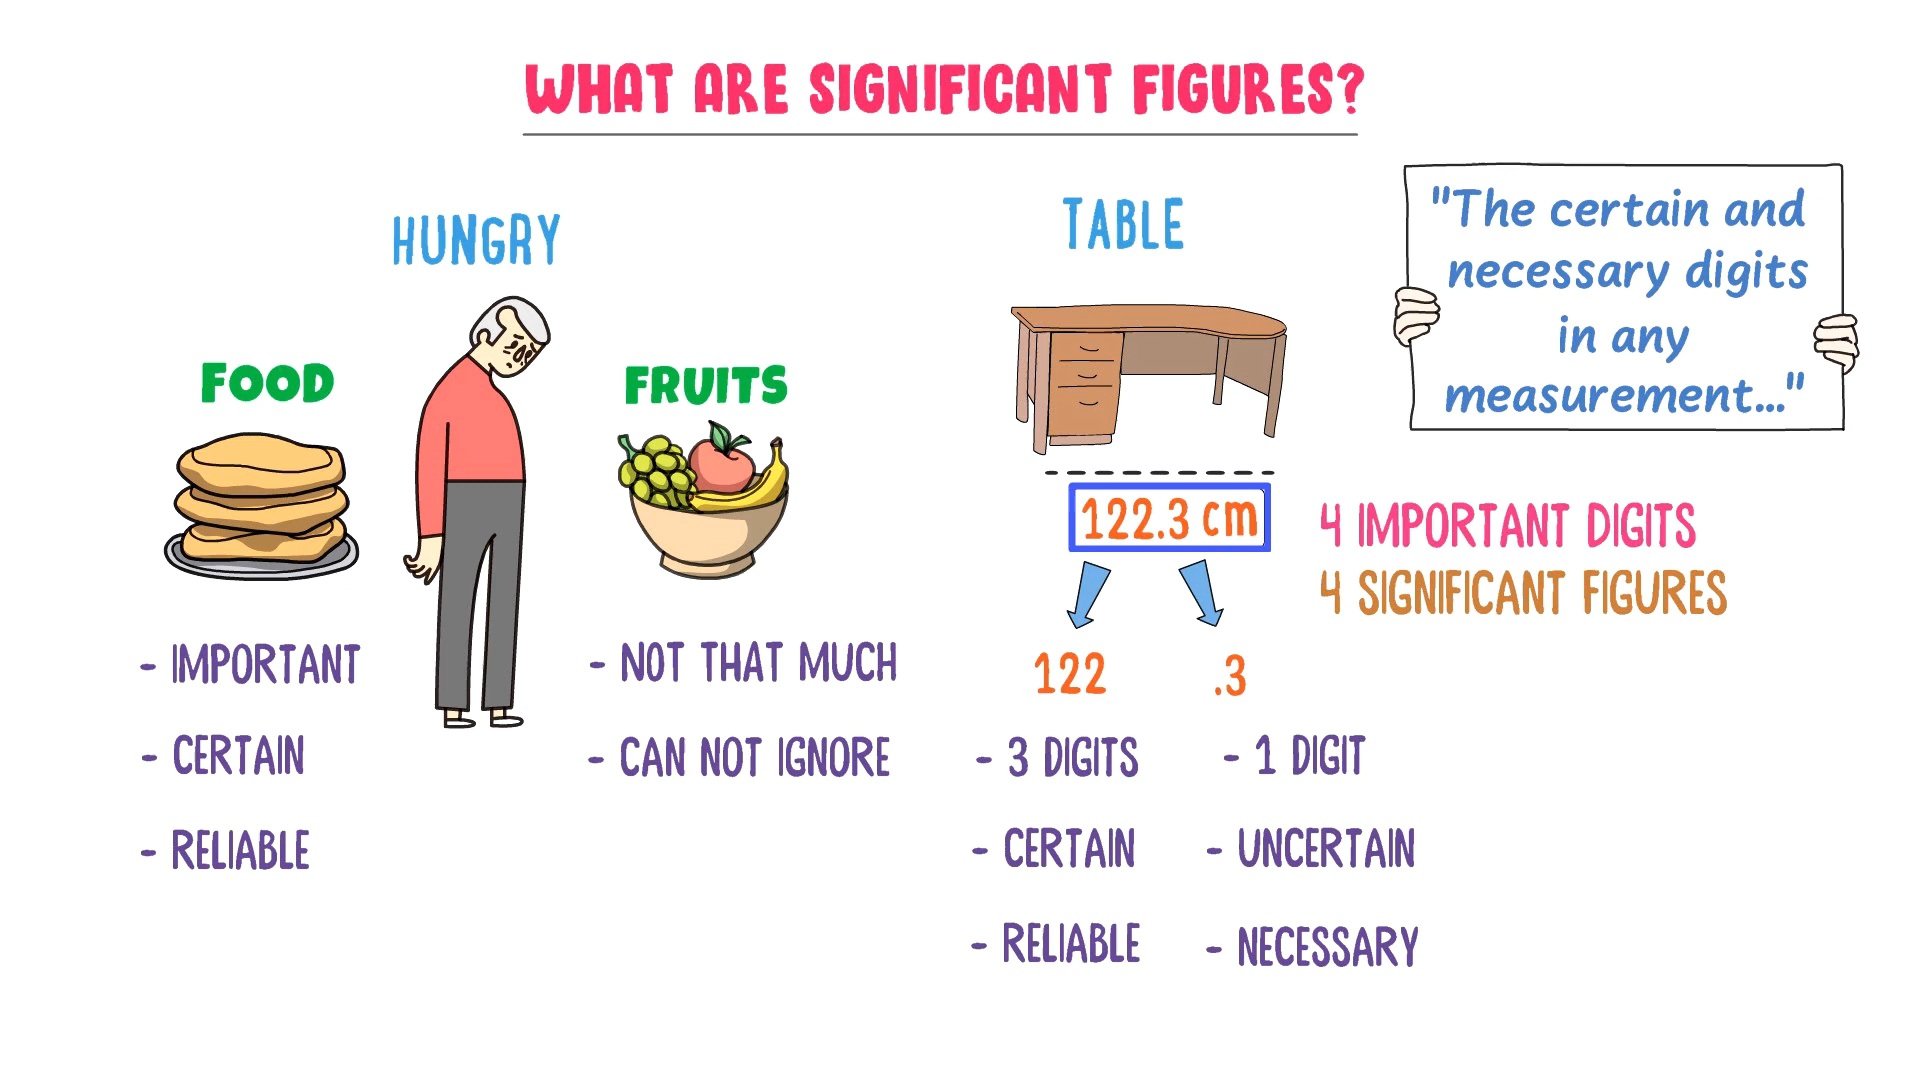 WHAT ARE SIGNIFICANT FIGURES?
HUNGRY
FOOD
FRUITS
- IMPORTANT
- CERTAIN
- RELIABLE
- NOT THAT MUCH
- CAN NOT IGNORE
TABLE
"The certain and
necessary digits
in any
measurement..."
122.3 cm
4 IMPORTANT DIGITS
4 SIGNIFICANT FIGURES
122
- 3 DIGITS
- CERTAIN
- RELIABLE
.3
- 1 DIGIT
- UNCERTAIN
- NECESSARY